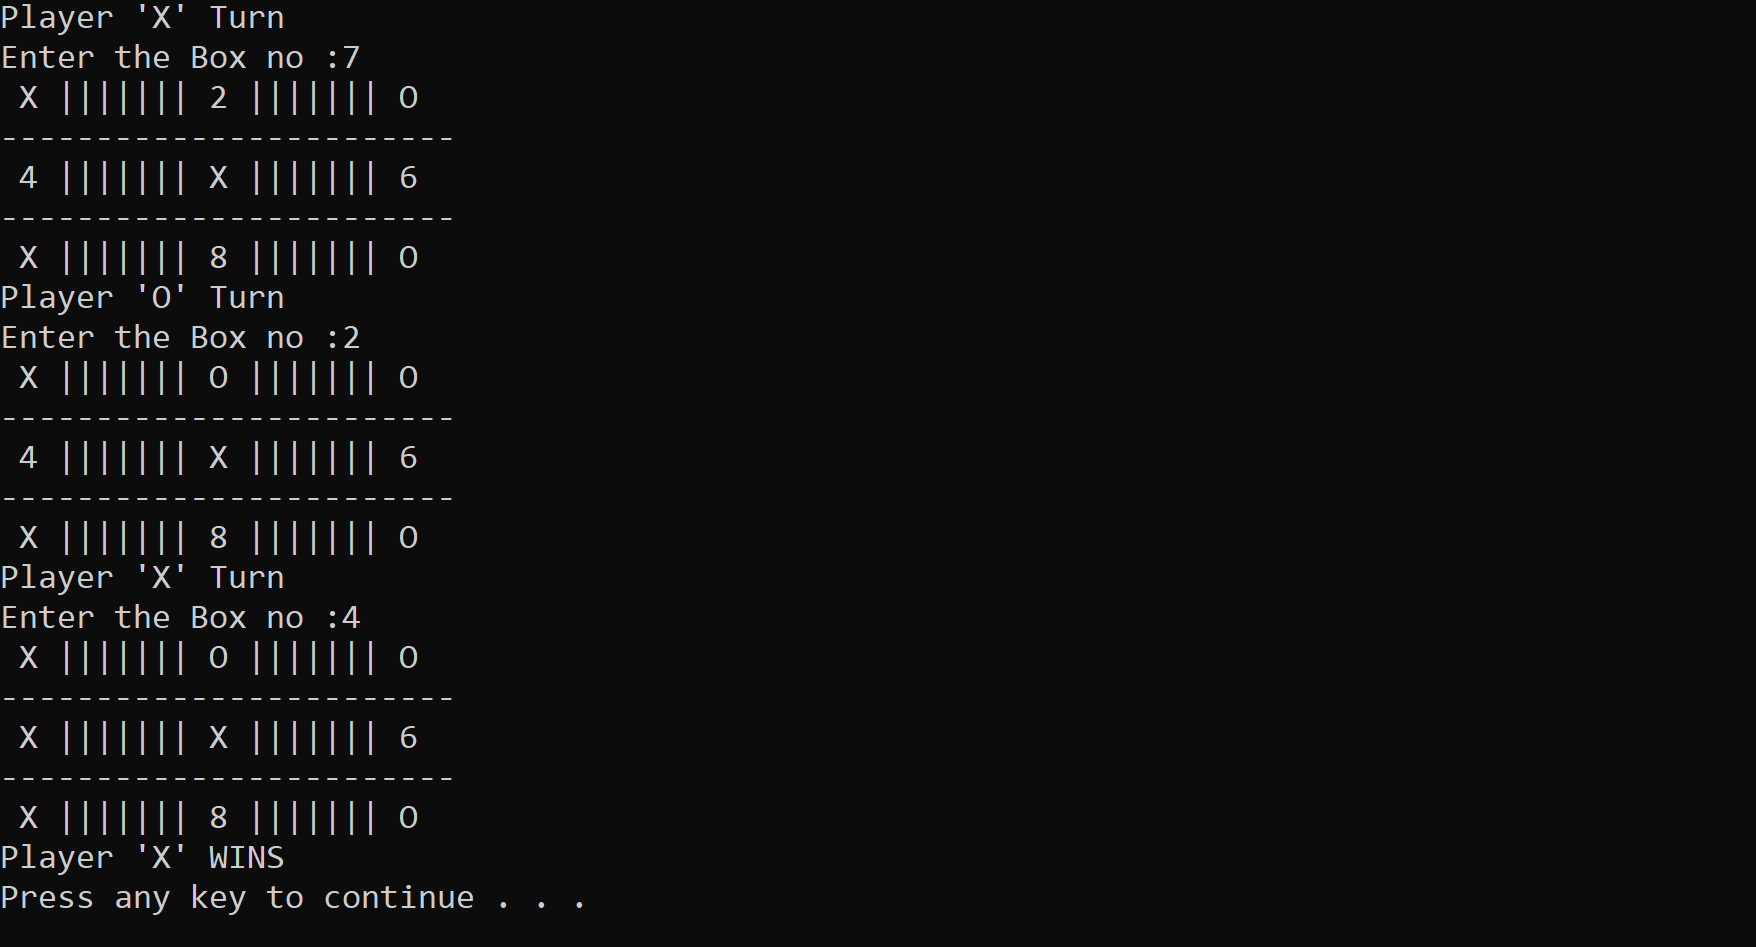 Player 'X' Turn
Enter the Box no :7
 X ||||||| 2 ||||||| O
------------------------
 4 ||||||| X ||||||| 6
------------------------
 X ||||||| 8 ||||||| O
Player 'O' Turn
Enter the Box no :2
 X ||||||| O ||||||| O
------------------------
 4 ||||||| X ||||||| 6
------------------------
 X ||||||| 8 ||||||| O
Player 'X' Turn
Enter the Box no :4
 X ||||||| O ||||||| O
------------------------
 X ||||||| X ||||||| 6
------------------------
 X ||||||| 8 ||||||| O
Player 'X' WINS
Press any key to continue . . .